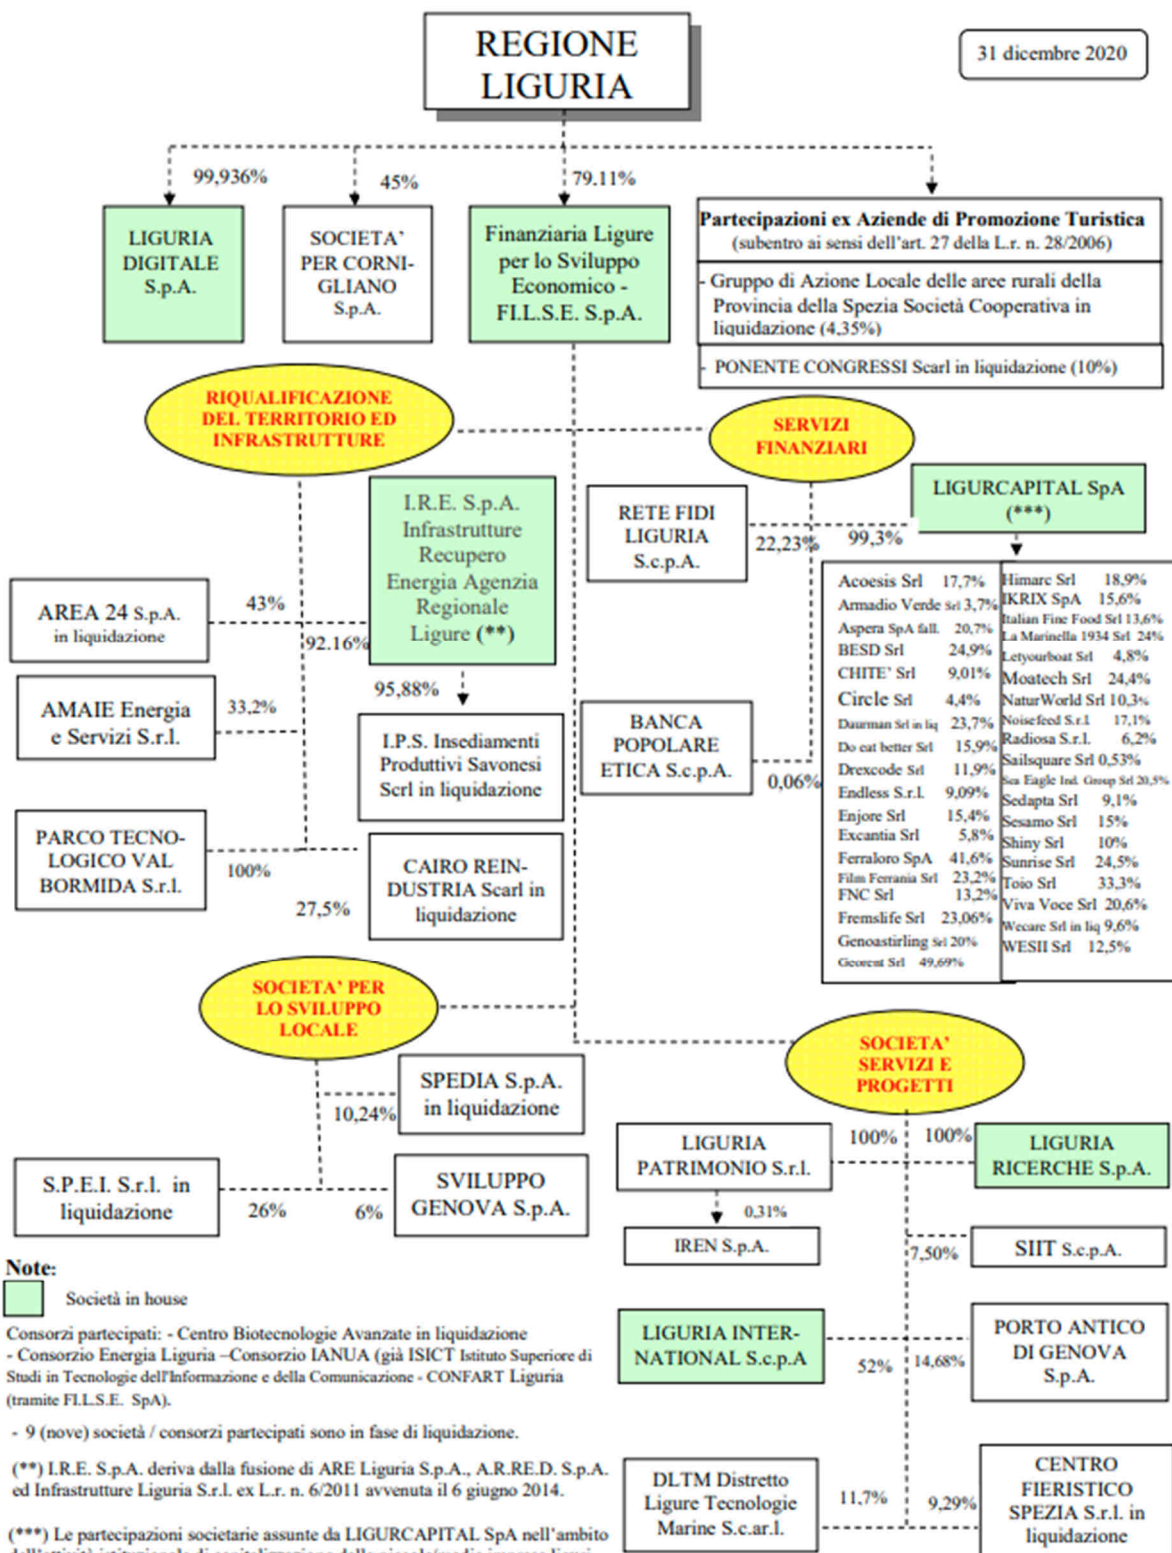 REGIONE
LIGURIA
31 dicembre 2020
99,936%
45%
79.11%
LIGURIA
DIGITALE
S.p.A.
SOCIETA’
PER CORNI-
GLIANO
S.p.A.
Finanziaria Ligure
per lo Sviluppo
Economico -
FI.L.S.E. S.p.A.
Partecipazioni ex Aziende di Promozione Turistica
(subentro ai sensi dell’art. 27 della L.r. n. 28/2006)
- Gruppo di Azione Locale delle aree rurali della
Provincia della Spezia Società Cooperativa in
liquidazione (4,35%)
- PONENTE CONGRESSI Scarl in liquidazione (10%)
RIQUALIFICAZIONE
DEL TERRITORIO ED
INFRASTRUTTURE
SERVIZI
FINANZIARI
I.R.E. S.p.A.
Infrastrutture
Recupero
Energia Agenzia
Regionale
Ligure (**)
RETE FIDI
LIGURIA
S.c.p.A.
22,23%
99,3%
LIGURCAPITAL SpA
(***)
AREA 24 S.p.A.
in liquidazione
43%
92.16%
95,88%
AMAIE Energia
e Servizi S.r.l.
33,2%
I.P.S. Insediamenti
Produttivi Savonesi
Scrl in liquidazione
BANCA
POPOLARE
ETICA S.c.p.A.
0,06%
PARCO TECNO-
LOGICO VAL
BORMIDA S.r.l.
100%
27,5%
CAIRO REIN-
DUSTRIA Scarl in
liquidazione
Acoesis Srl 17,7%
Armadio Verde Srl 3,7%
Aspera SpA fall. 20,7%
BESD Srl 24,9%
CHITE’ Srl 9,01%
Circle Srl 4,4%
Daurman Srl in liq 23,7%
Do eat better Srl 15,9%
Drexcode Srl 11,9%
Endless S.r.l. 9,09%
Enjore Srl 15,4%
Excantia Srl 5,8%
Ferraloro SpA 41,6%
Film Ferrania Srl 23,2%
FNC Srl 13,2%
Fremslife Srl 23,06%
Genoastirling Srl 20%
Georent Srl 49,69%
Himarc Srl 18,9%
IKRIX SpA 15,6%
Italian Fine Food Srl 13,6%
La Marinella 1934 Srl 24%
Letyourboat Srl 4,8%
Moatech Srl 24,4%
NaturWorld Srl 10,3%
Noisefeed S.r.l 17,1%
Radiosa S.r.l. 6,2%
Sailsquare Srl 0,53%
Sea Eagle Ind. Group Srl 20,5%
Sedapta Srl 9,1%
Sesamo Srl 15%
Shiny Srl 10%
Sunrise Srl 24,5%
Toio Srl 33,3%
Viva Voce Srl 20,6%
Wecare Srl in liq 9,6%
WESII Srl 12,5%
SOCIETA’ PER
LO SVILUPPO
LOCALE
SOCIETA’
SERVIZI E
PROGETTI
SPEDIA S.p.A.
in liquidazione
10,24%
S.P.E.I. S.r.l. in
liquidazione
26%
6%
SVILUPPO
GENOVA S.p.A.
LIGURIA
PATRIMONIO S.r.l.
100%
100%
LIGURIA
RICERCHE S.p.A.
0,31%
IREN S.p.A.
7,50%
SIIT S.c.p.A.
LIGURIA INTER-
NATIONAL S.c.p.A
52%
14,68%
PORTO ANTICO
DI GENOVA
S.p.A.
DLTM Distretto
Ligure Tecnologie
Marine S.c.ar.l.
11,7%
9,29%
CENTRO
FIERISTICO
SPEZIA S.r.l. in
liquidazione
Note:
Società in house
Consorzi partecipati: - Centro Biotecnologie Avanzate in liquidazione
- Consorzio Energia Liguria –Consorzio IANUA (già ISICT Istituto Superiore di
Studi in Tecnologie dell'Informazione e della Comunicazione - CONFART Liguria
(tramite FI.L.S.E. SpA).
- 9 (nove) società / consorzi partecipati sono in fase di liquidazione.
(**) I.R.E. S.p.A. deriva dalla fusione di ARE Liguria S.p.A., A.R.RE.D. S.p.A.
ed Infrastrutture Liguria S.r.l. ex L.r. n. 6/2011 avvenuta il 6 giugno 2014.
(***) Le partecipazioni societarie assunte da LIGURCAPITAL SpA nell’ambito